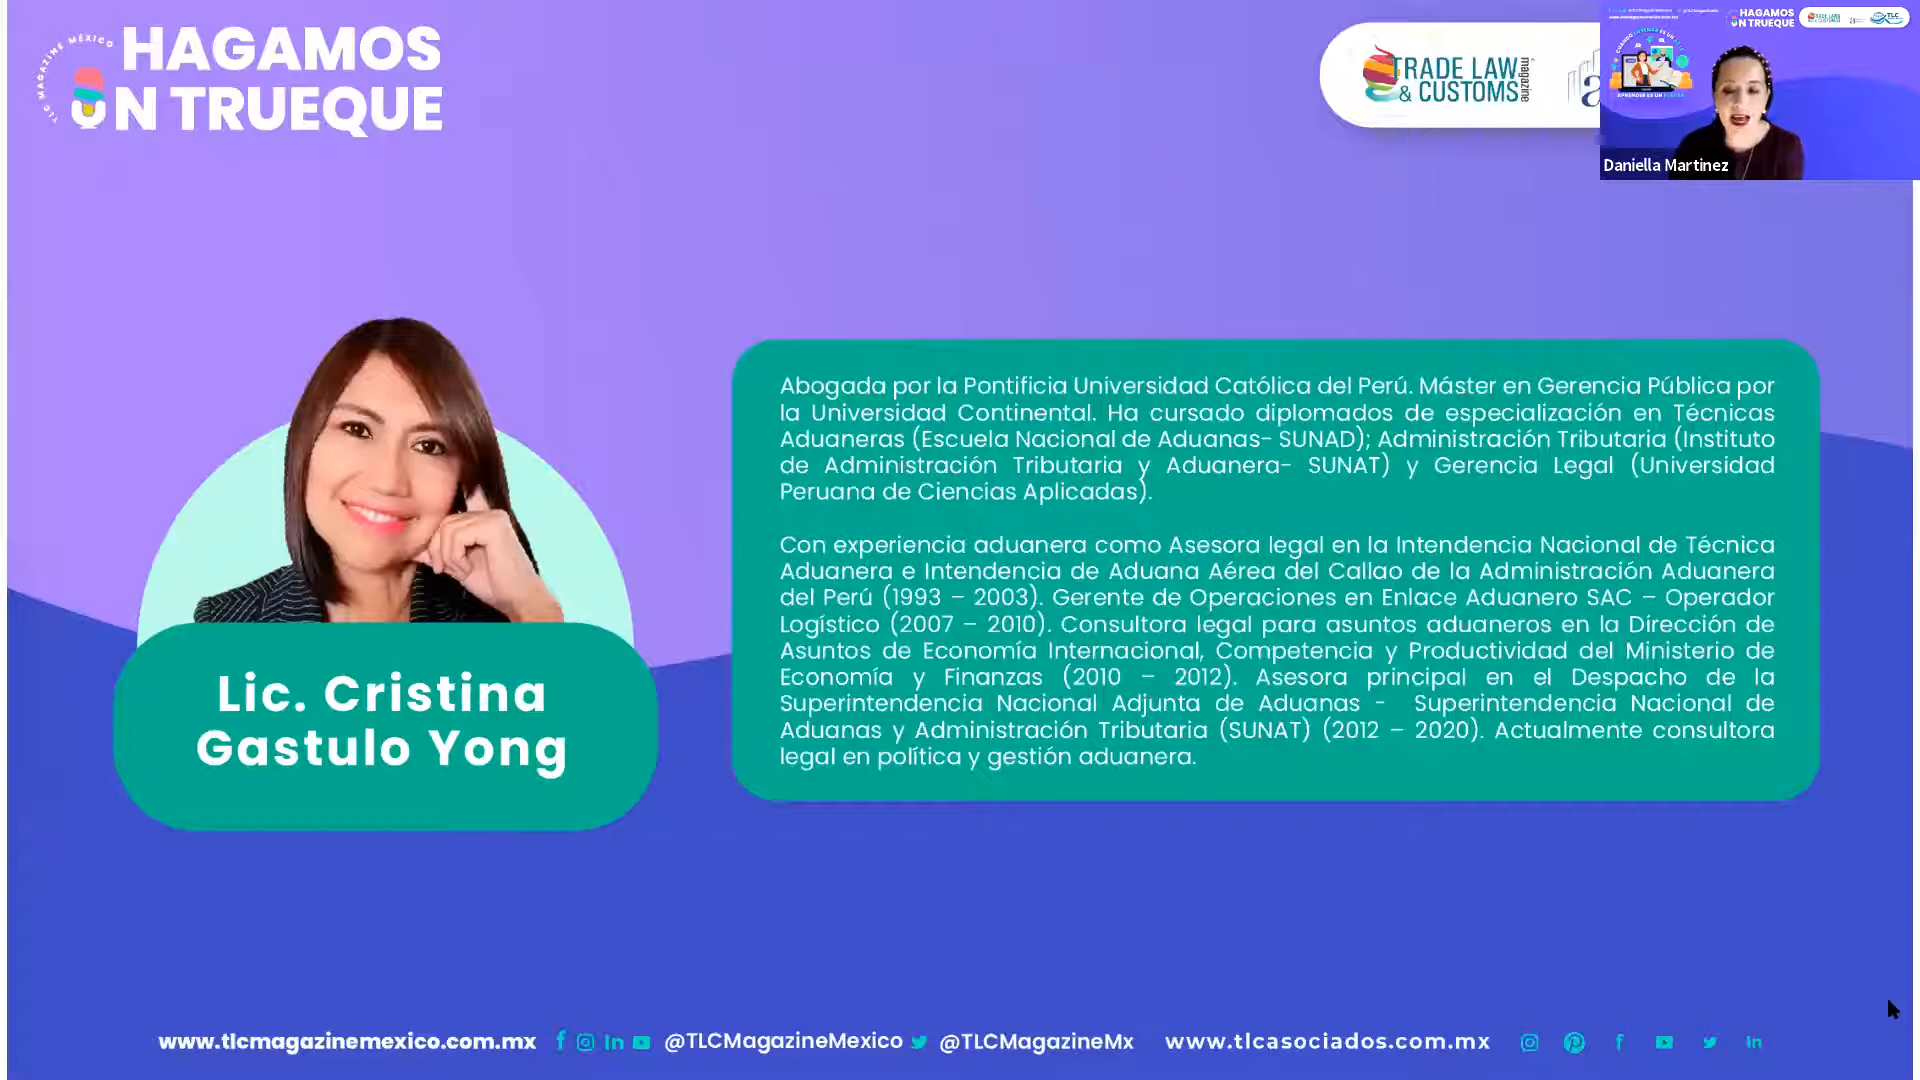 TLC MAGAZINE MÉXICO
HAGAMOS
UN TRUEQUE
TRADE LAW
& CUSTOMS
magazine
a
HAGAMOS
UN TRUEQUE
TLC
Daniella Martinez
Abogada por la Pontificia Universidad Católica del Perú. Máster en Gerencia Pública por
la Universidad Continental. Ha cursado diplomados de especialización en Técnicas
Aduaneras (Escuela Nacional de Aduanas- SUNAD); Administración Tributaria (Instituto
de Administración Tributaria y Aduanera- SUNAT) y Gerencia Legal (Universidad
Peruana de Ciencias Aplicadas).
Con experiencia aduanera como Asesora legal en la Intendencia Nacional de Técnica
Aduanera e Intendencia de Aduana Aérea del Callao de la Administración Aduanera
del Perú (1993 – 2003). Gerente de Operaciones en Enlace Aduanero SAC – Operador
Logístico (2007 – 2010). Consultora legal para asuntos aduaneros en la Dirección de
Asuntos de Economía Internacional, Competencia y Productividad del Ministerio de
Economía y Finanzas (2010 – 2012). Asesora principal en el Despacho de la
Superintendencia Nacional Adjunta de Aduanas - Superintendencia Nacional de
Aduanas y Administración Tributaria (SUNAT) (2012 – 2020). Actualmente consultora
legal en política y gestión aduanera.
Lic. Cristina
Gastulo Yong
www.tlcmagazinemexico.com.mx @TLCMagazineMexico @TLCMagazineMx www.tlcasociados.com.mx